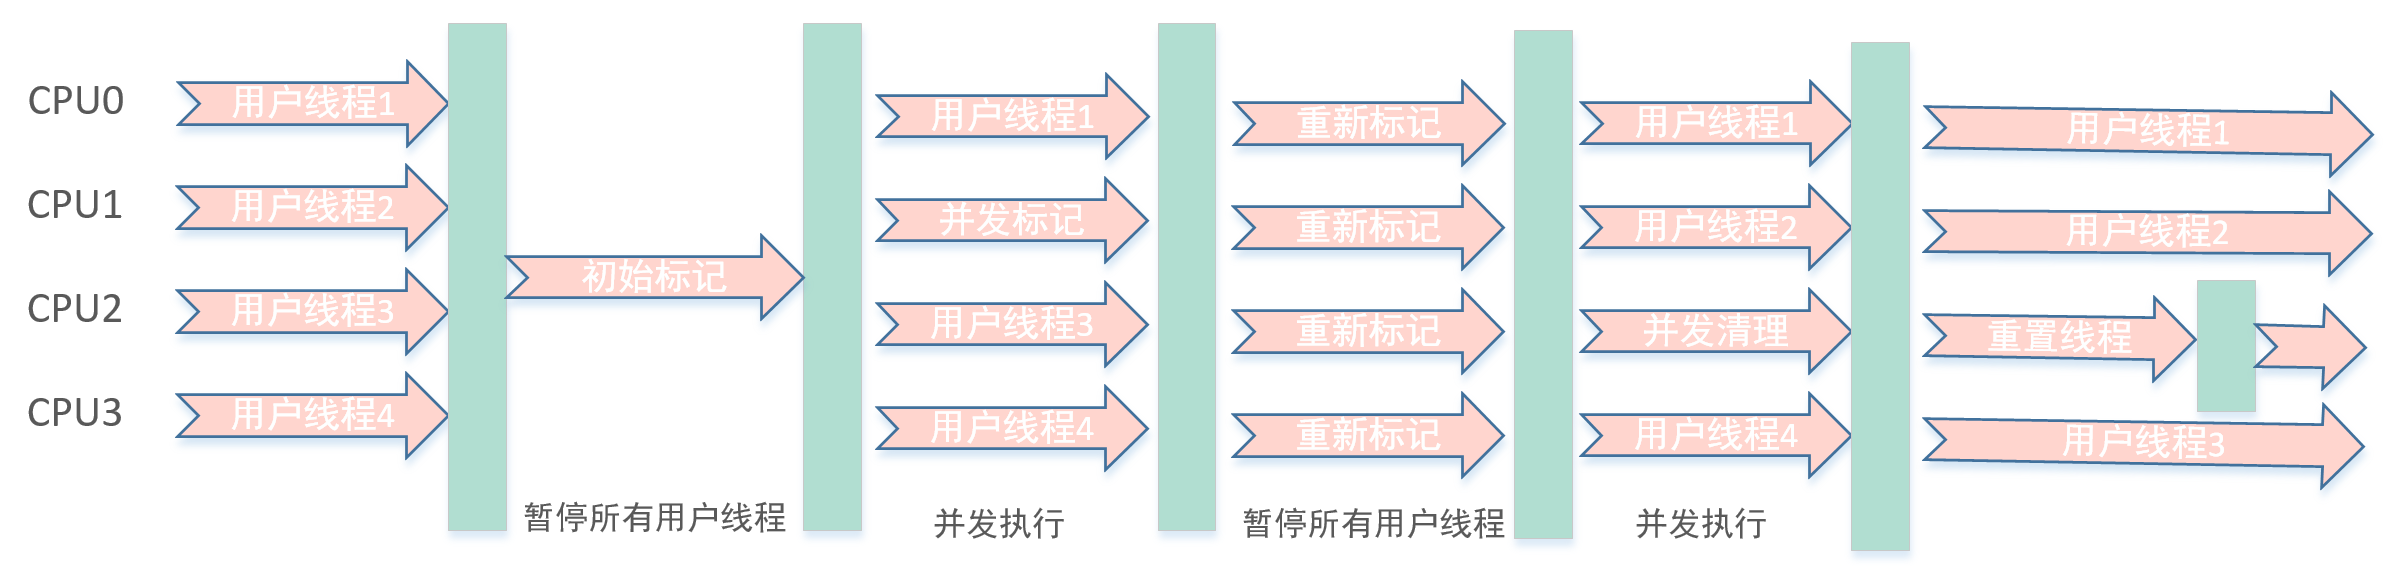 CPU0
用户线程1
用户线程1
重新标记
用户线程1
用户线程1
CPU1
用户线程2
并发标记
重新标记
用户线程2
用户线程2
初始标记
CPU2
用户线程3
用户线程3
重新标记
并发清理
重置线程
CPU3
用户线程4
用户线程4
重新标记
用户线程4
用户线程3
暂停所有用户线程
并发执行
暂停所有用户线程
并发执行